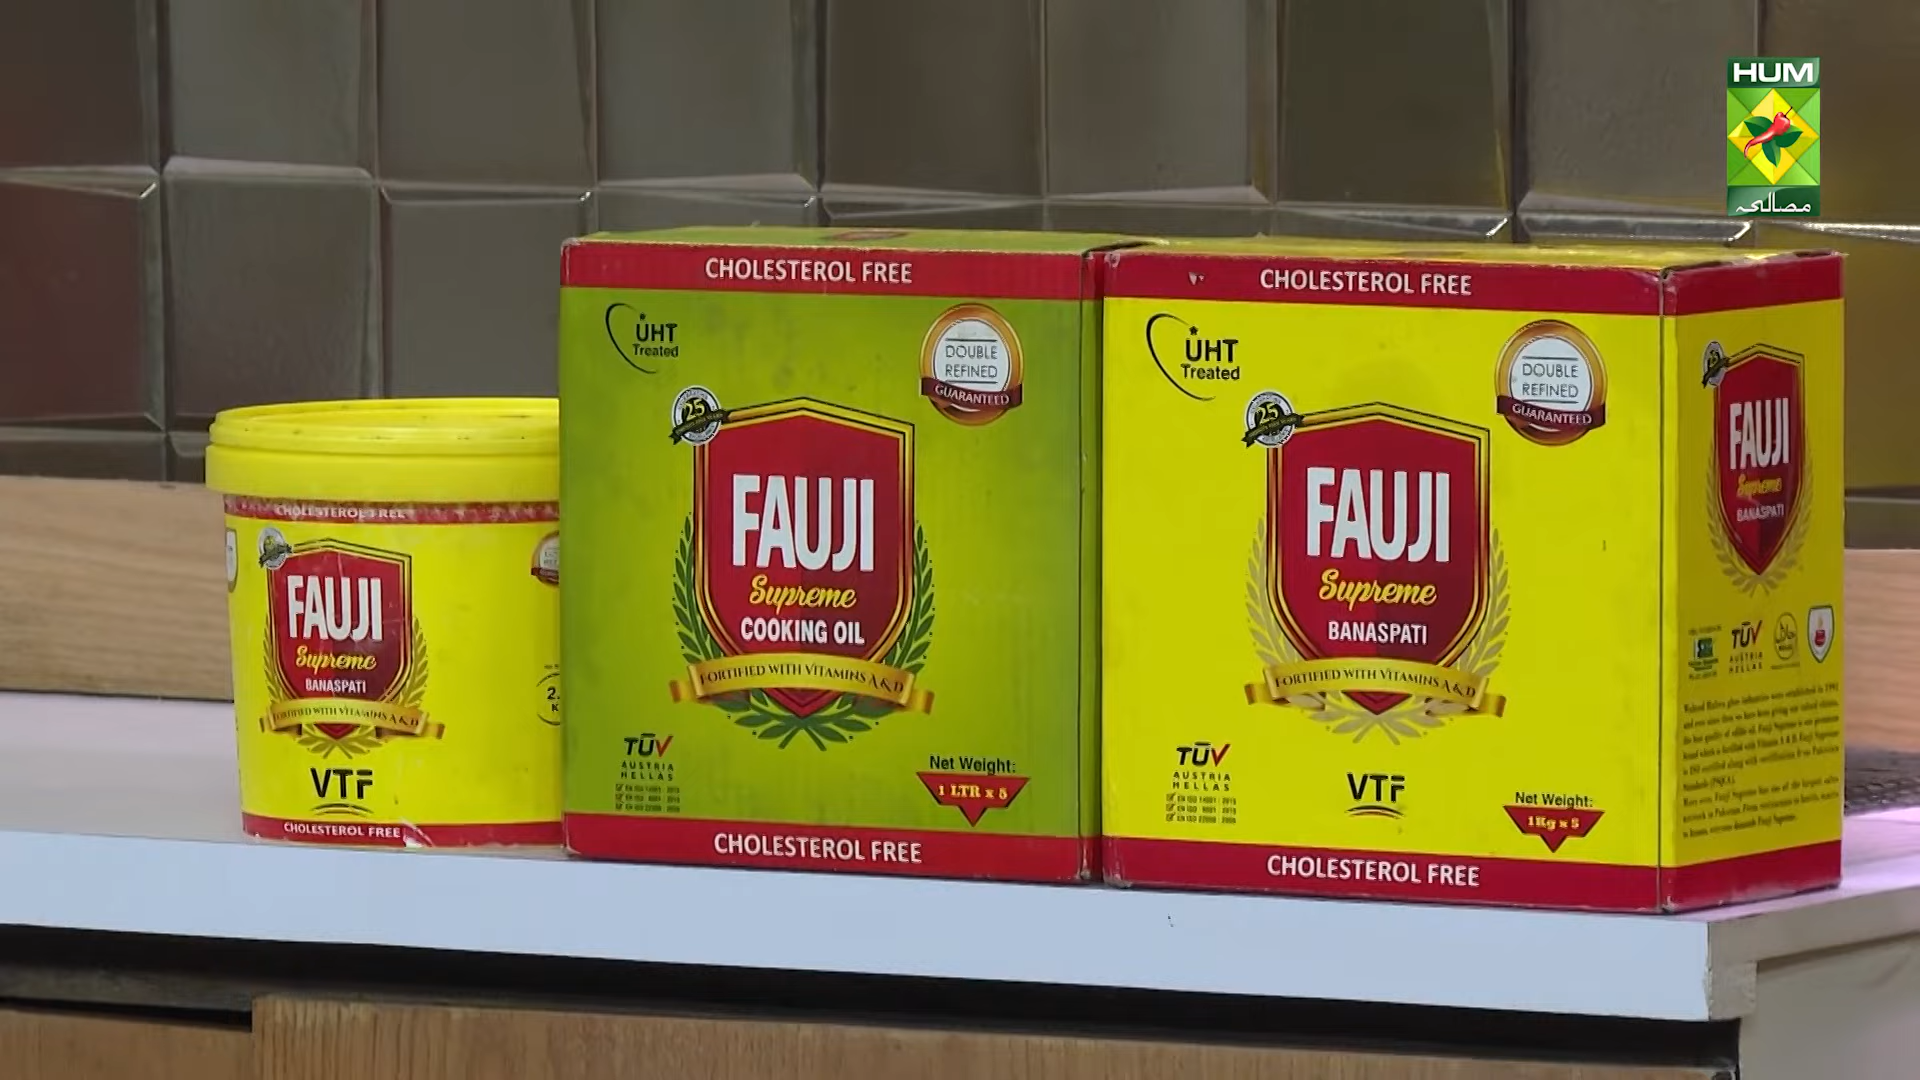 HUM
مصالحہ
CHOLESTEROL FREE
FAUJI
Supreme
BANASPATI
FORTIFIED WITH VITAMINS A & D
VTF
CHOLESTEROL FREE
CHOLESTEROL FREE
UHT
Treated
DOUBLE
REFINED
GUARANTEED
25
FAUJI
Supreme
COOKING OIL
FORTIFIED WITH VITAMINS A & D
TÜV
AUSTRIA
HELLAS
Net Weight:
1 LTR x 5
CHOLESTEROL FREE
CHOLESTEROL FREE
UHT
Treated
DOUBLE
REFINED
GUARANTEED
25
FAUJI
Supreme
BANASPATI
FORTIFIED WITH VITAMINS A & D
TÜV
AUSTRIA
HELLAS
VTF
Net Weight:
1Kg x 5
CHOLESTEROL FREE
FAUJI
Supreme
BANASPATI
TÜV
AUSTRIA
HELLAS